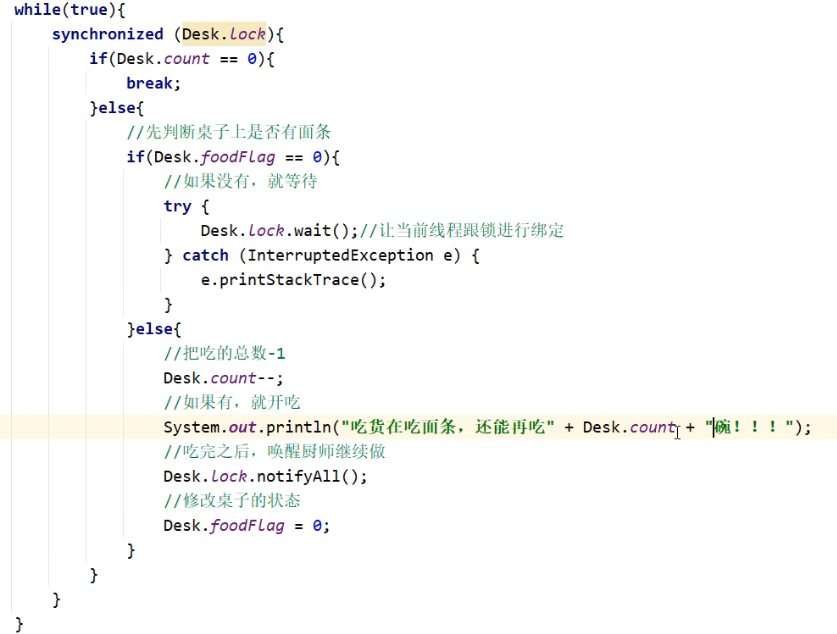 while(true){
synchronized (Desk.lock){
if(Desk.count == 0){
break;
}else{
//先判断桌子上是否有面条
if(Desk.foodFlag == 0){
//如果没有，就等待
try {
Desk.lock.wait();//让当前线程跟锁进行绑定
} catch (InterruptedException e) {
e.printStackTrace();
}
}else{
//把吃的总数-1
Desk.count--;
//如果有，就开吃
System.out.println("吃货在吃面条，还能再吃" + Desk.count + "碗！！！");
//吃完之后，唤醒厨师继续做
Desk.lock.notifyAll();
//修改桌子的状态
Desk.foodFlag = 0;
}
}
}
}